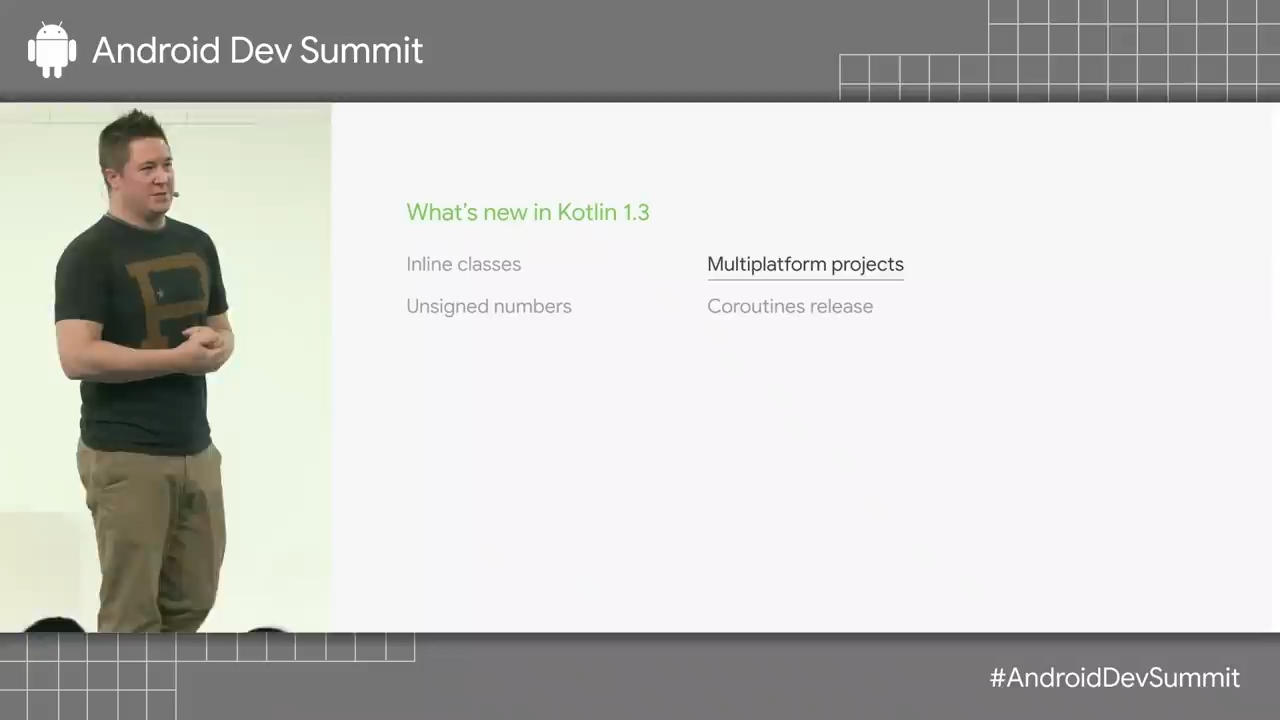 Android Dev Summit
What's new in Kotlin 1.3
Inline classes
Multiplatform projects
Unsigned numbers
Coroutines release
#AndroidDevSummit